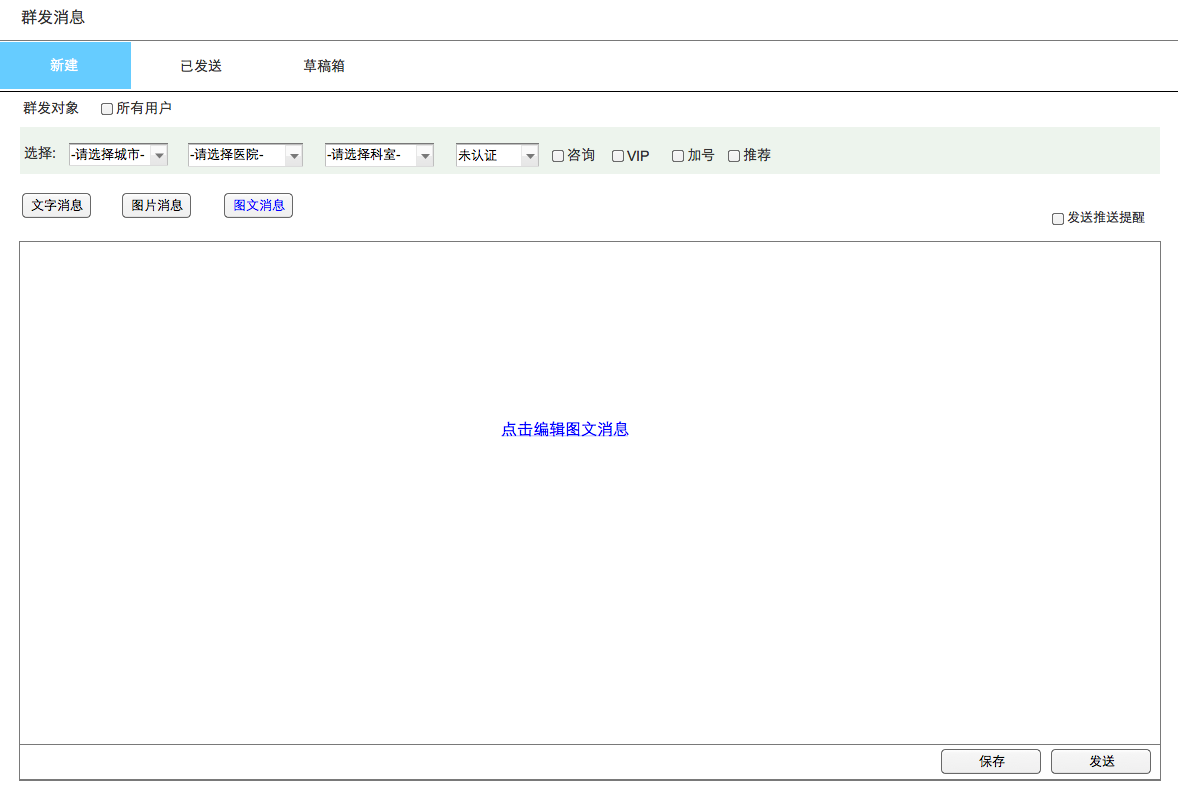 群发消息
新建 已发送 草稿箱
群发对象 所有用户
选择: -请选择城市- -请选择医院- -请选择科室- 未认证 咨询 VIP 加号 推荐
文字消息 图片消息 图文消息
发送推送提醒
点击编辑图文消息
保存 发送